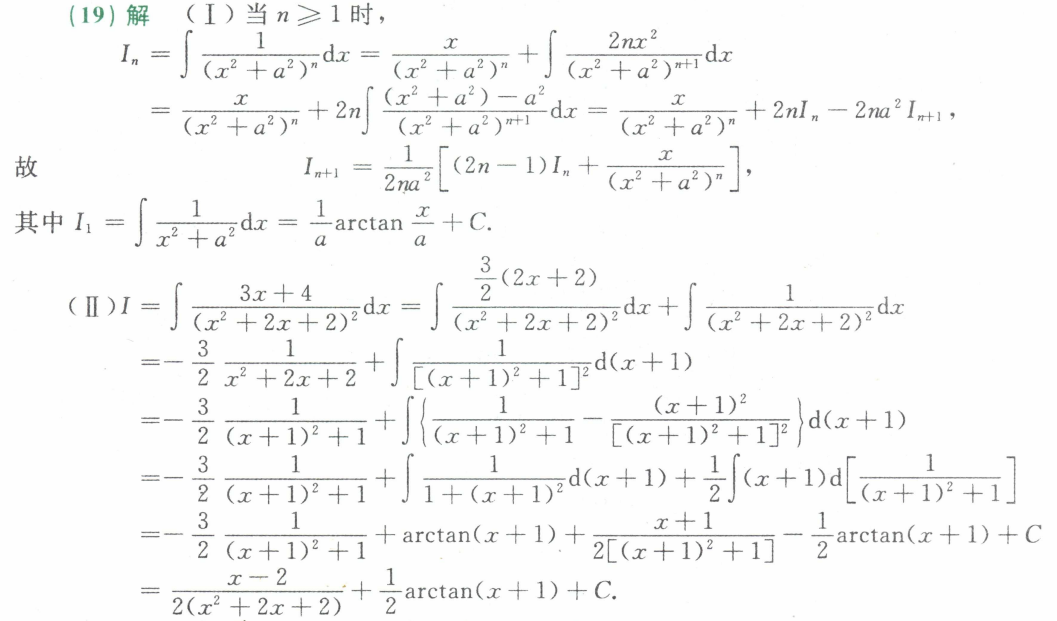 (19) 解 （Ⅰ）当 n ⩾ 1 时，
I_n = ∫ 1/(x² + a²)ⁿ dx = x/(x² + a²)ⁿ + ∫ 2nx²/(x² + a²)ⁿ⁺¹ dx
= x/(x² + a²)ⁿ + 2n∫ ((x² + a²) − a²)/(x² + a²)ⁿ⁺¹ dx = x/(x² + a²)ⁿ + 2nI_n − 2na²I_{n+1}，
故 I_{n+1} = 1/(2na²) [(2n − 1)I_n + x/(x² + a²)ⁿ]，
其中 I₁ = ∫ 1/(x² + a²) dx = 1/a arctan x/a + C.
（Ⅱ）I = ∫ (3x + 4)/(x² + 2x + 2)² dx = ∫ (3/2 (2x + 2))/(x² + 2x + 2)² dx + ∫ 1/(x² + 2x + 2)² dx
=− 3/2 1/(x² + 2x + 2) + ∫ 1/[(x + 1)² + 1]² d(x + 1)
=− 3/2 1/((x + 1)² + 1) + ∫{1/((x + 1)² + 1) − (x + 1)²/[(x + 1)² + 1]²}d(x + 1)
=− 3/2 1/((x + 1)² + 1) + ∫ 1/(1 + (x + 1)²) d(x + 1) + 1/2 ∫(x + 1)d[1/((x + 1)² + 1)]
=− 3/2 1/((x + 1)² + 1) + arctan(x + 1) + (x + 1)/(2[(x + 1)² + 1]) − 1/2 arctan(x + 1) + C
= (x − 2)/(2(x² + 2x + 2)) + 1/2 arctan(x + 1) + C.